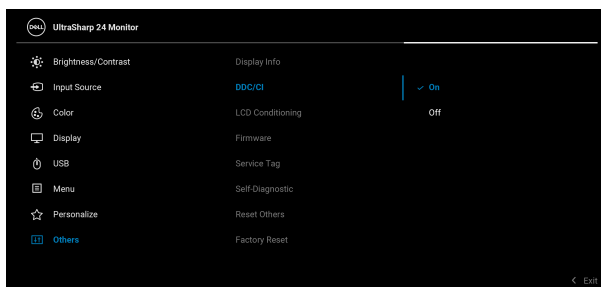 DELL UltraSharp 24 Monitor
Brightness/Contrast Display Info
Input Source DDC/CI ✓ On
Color LCD Conditioning Off
Display Firmware
USB Service Tag
Menu Self-Diagnostic
Personalize Reset Others
Others Factory Reset
< Exit